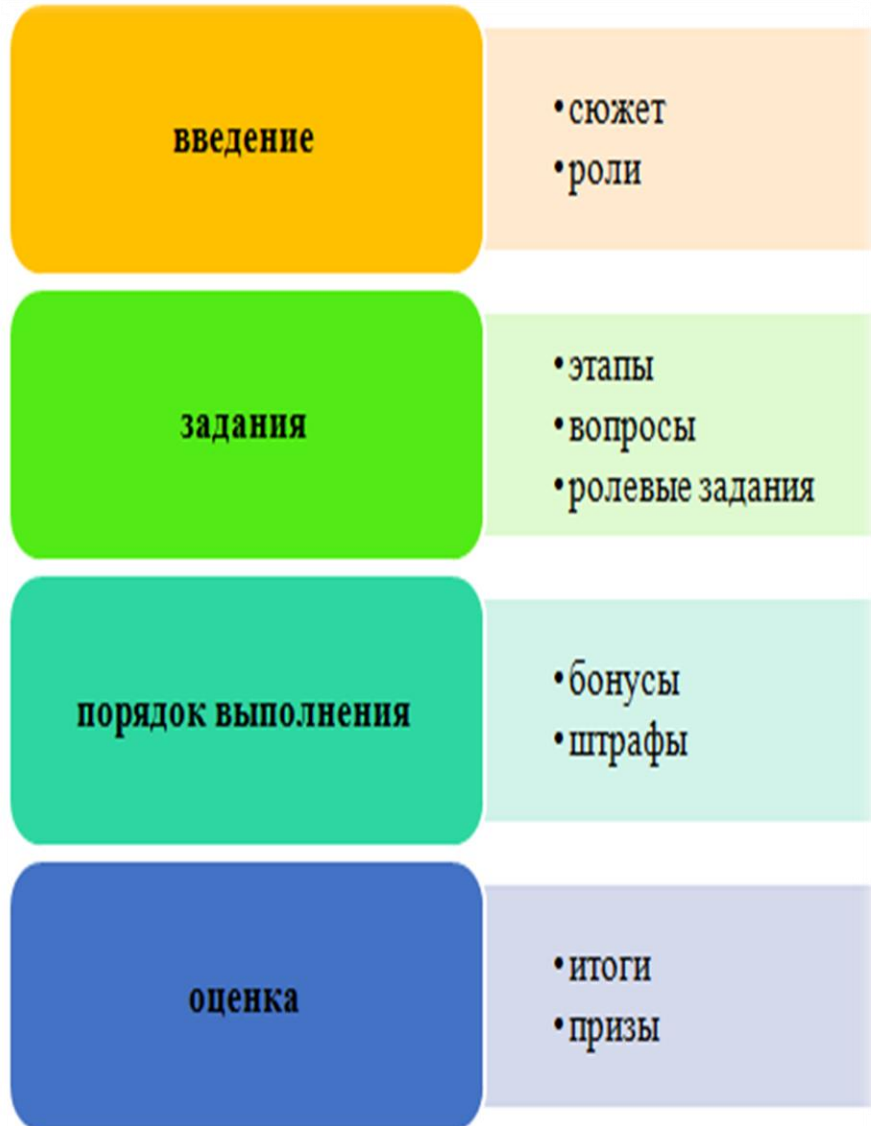 введение
•сюжет
•роли
задания
•этапы
•вопросы
•ролевые задания
порядок выполнения
•бонусы
•штрафы
оценка
•итоги
•призы